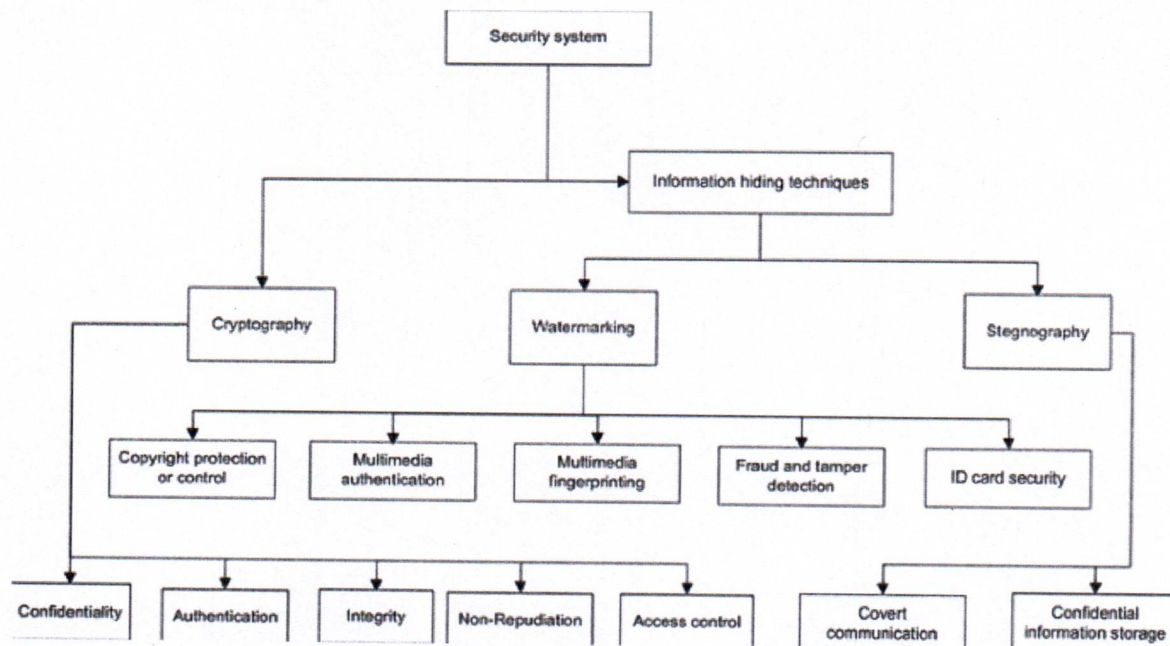 Security system
Information hiding techniques
Cryptography
Watermarking
Stegnography
Copyright protection
or control
Multimedia
authentication
Multimedia
fingerprinting
Fraud and tamper
detection
ID card security
Confidentiality
Authentication
Integrity
Non-Repudiation
Access control
Covert
communication
Confidential
information storage